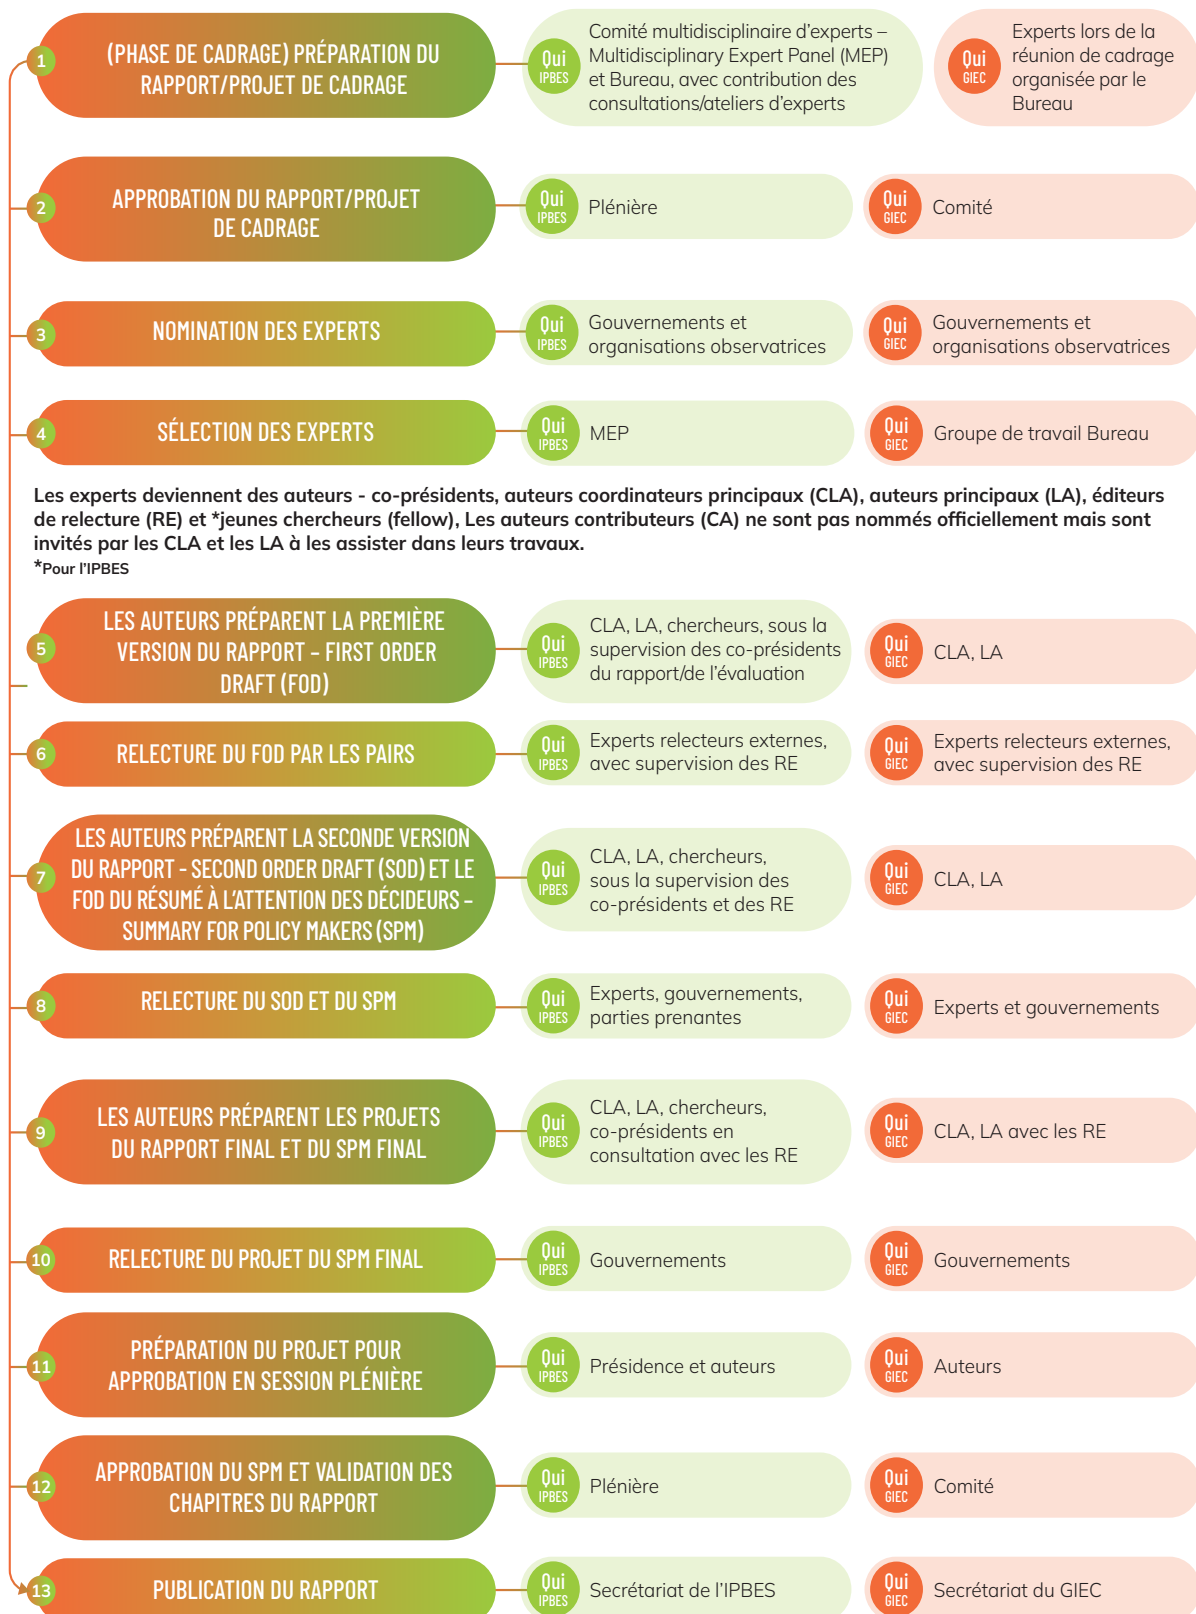 1
(PHASE DE CADRAGE) PRÉPARATION DU
RAPPORT/PROJET DE CADRAGE
Qui
IPBES
Comité multidisciplinaire d'experts –
Multidisciplinary Expert Panel (MEP)
et Bureau, avec contribution des
consultations/ateliers d'experts
Qui
GIEC
Experts lors de la
réunion de cadrage
organisée par le
Bureau
2
APPROBATION DU RAPPORT/PROJET
DE CADRAGE
Qui
IPBES
Plénière
Qui
GIEC
Comité
3
NOMINATION DES EXPERTS
Qui
IPBES
Gouvernements et
organisations observatrices
Qui
GIEC
Gouvernements et
organisations observatrices
4
SÉLECTION DES EXPERTS
Qui
IPBES
MEP
Qui
GIEC
Groupe de travail Bureau
Les experts deviennent des auteurs - co-présidents, auteurs coordinateurs principaux (CLA), auteurs principaux (LA), éditeurs
de relecture (RE) et *jeunes chercheurs (fellow), Les auteurs contributeurs (CA) ne sont pas nommés officiellement mais sont
invités par les CLA et les LA à les assister dans leurs travaux.
*Pour l'IPBES
5
LES AUTEURS PRÉPARENT LA PREMIÈRE
VERSION DU RAPPORT – FIRST ORDER
DRAFT (FOD)
Qui
IPBES
CLA, LA, chercheurs, sous la
supervision des co-présidents
du rapport/de l'évaluation
Qui
GIEC
CLA, LA
6
RELECTURE DU FOD PAR LES PAIRS
Qui
IPBES
Experts relecteurs externes,
avec supervision des RE
Qui
GIEC
Experts relecteurs externes,
avec supervision des RE
7
LES AUTEURS PRÉPARENT LA SECONDE VERSION
DU RAPPORT - SECOND ORDER DRAFT (SOD) ET LE
FOD DU RÉSUMÉ À L'ATTENTION DES DÉCIDEURS –
SUMMARY FOR POLICY MAKERS (SPM)
Qui
IPBES
CLA, LA, chercheurs,
sous la supervision des
co-présidents et des RE
Qui
GIEC
CLA, LA
8
RELECTURE DU SOD ET DU SPM
Qui
IPBES
Experts, gouvernements,
parties prenantes
Qui
GIEC
Experts et gouvernements
9
LES AUTEURS PRÉPARENT LES PROJETS
DU RAPPORT FINAL ET DU SPM FINAL
Qui
IPBES
CLA, LA, chercheurs,
co-présidents en
consultation avec les RE
Qui
GIEC
CLA, LA avec les RE
10
RELECTURE DU PROJET DU SPM FINAL
Qui
IPBES
Gouvernements
Qui
GIEC
Gouvernements
11
PRÉPARATION DU PROJET POUR
APPROBATION EN SESSION PLÉNIÈRE
Qui
IPBES
Présidence et auteurs
Qui
GIEC
Auteurs
12
APPROBATION DU SPM ET VALIDATION DES
CHAPITRES DU RAPPORT
Qui
IPBES
Plénière
Qui
GIEC
Comité
13
PUBLICATION DU RAPPORT
Qui
IPBES
Secrétariat de l'IPBES
Qui
GIEC
Secrétariat du GIEC